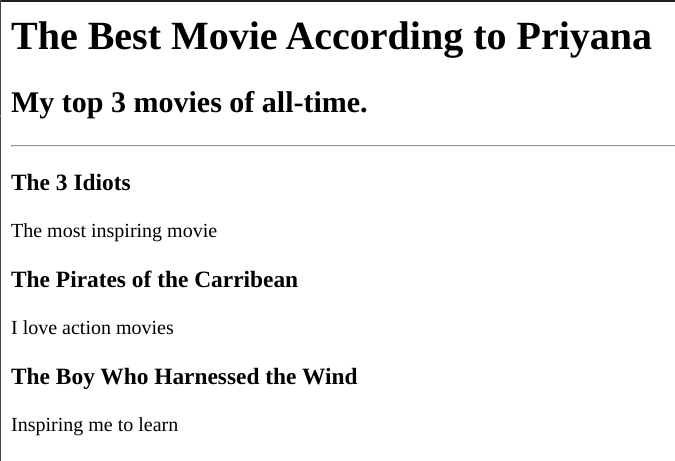 The Best Movie According to Priyana
My top 3 movies of all-time.
The 3 Idiots
The most inspiring movie
The Pirates of the Carribean
I love action movies
The Boy Who Harnessed the Wind
Inspiring me to learn